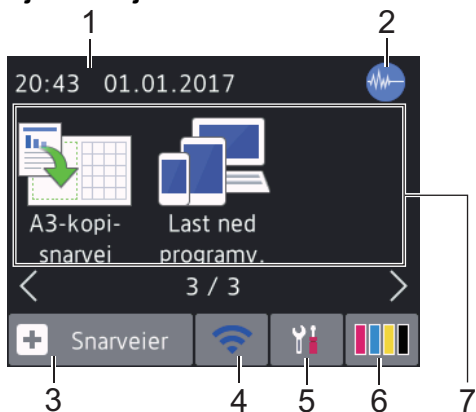 1 2
20:43 01.01.2017
A3-kopi- Last ned
snarvei programv.
3 / 3
Snarveier
3 4 5 6 7